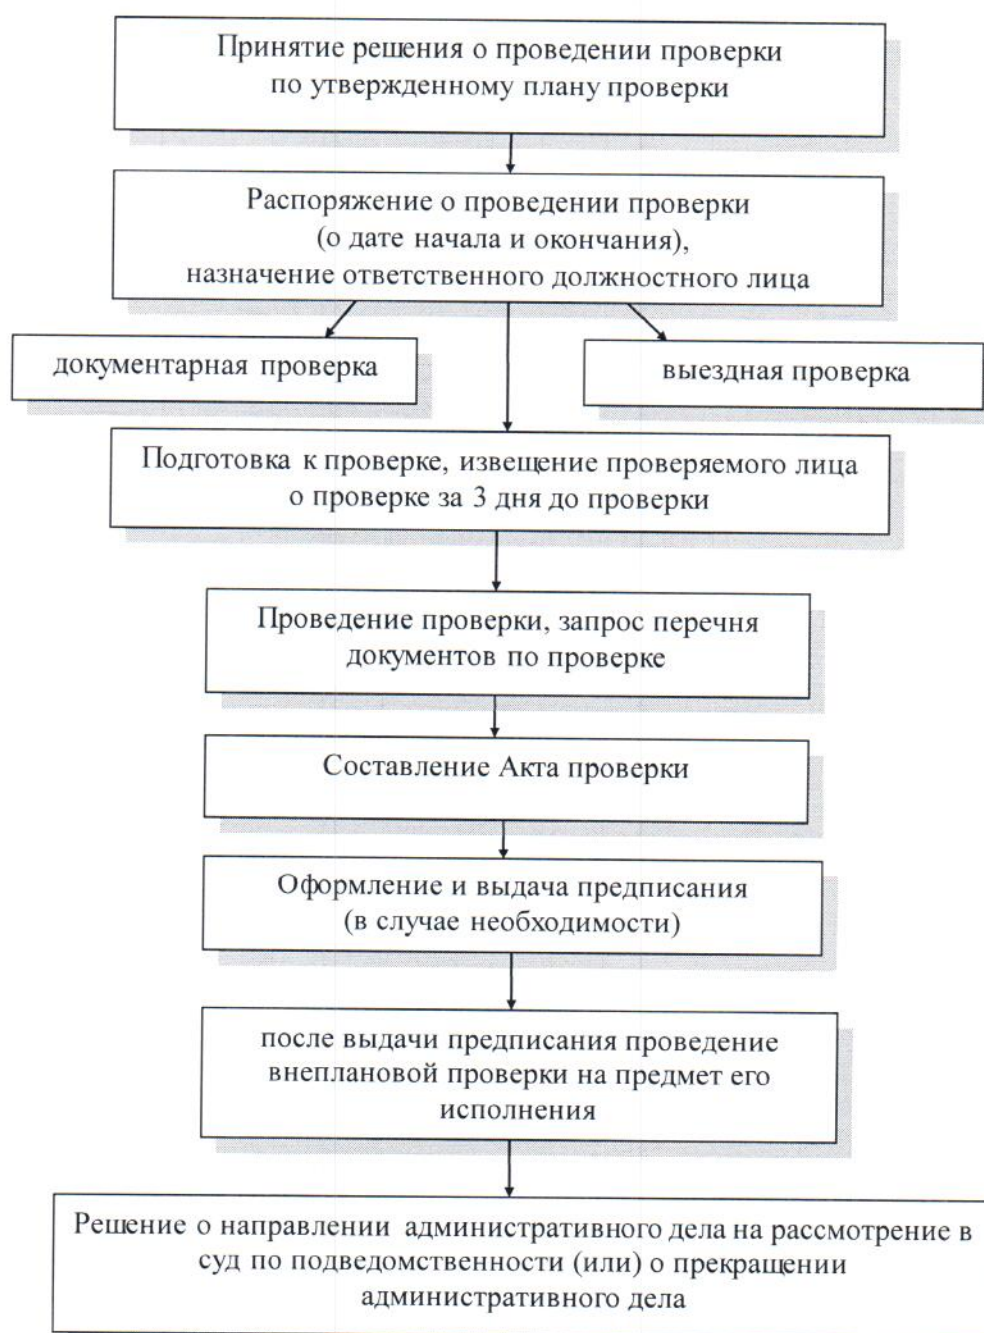 Принятие решения о проведении проверки
по утвержденному плану проверки
Распоряжение о проведении проверки
(о дате начала и окончания),
назначение ответственного должностного лица
документарная проверка
выездная проверка
Подготовка к проверке, извещение проверяемого лица
о проверке за 3 дня до проверки
Проведение проверки, запрос перечня
документов по проверке
Составление Акта проверки
Оформление и выдача предписания
(в случае необходимости)
после выдачи предписания проведение
внеплановой проверки на предмет его
исполнения
Решение о направлении административного дела на рассмотрение в
суд по подведомственности (или) о прекращении
административного дела